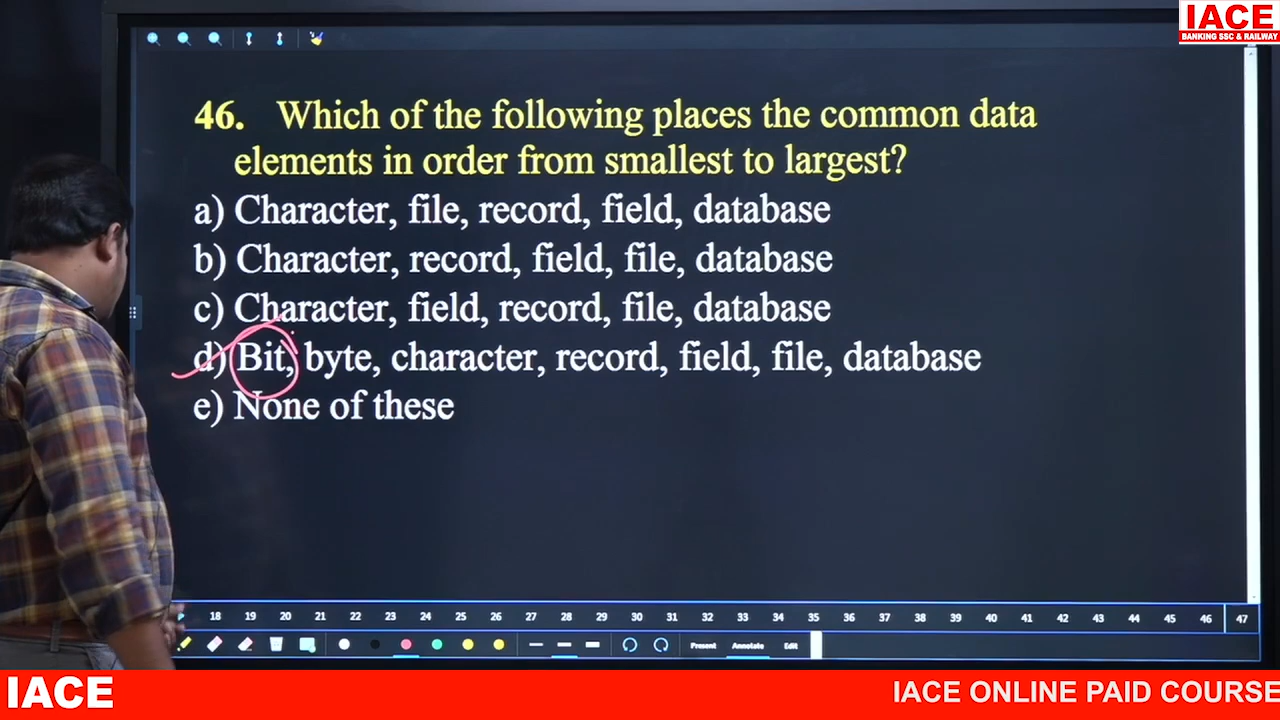 IACE
BANKING SSC & RAILWAY
46. Which of the following places the common data
elements in order from smallest to largest?
a) Character, file, record, field, database
b) Character, record, field, file, database
c) Character, field, record, file, database
d) Bit, byte, character, record, field, file, database
e) None of these
18 19 20 21 22 23 24 25 26 27 28 29 30 31 32 33 34 35 36 37 38 39 40 41 42 43 44 45 46 47
Present Annotate Edit
IACE IACE ONLINE PAID COURSE